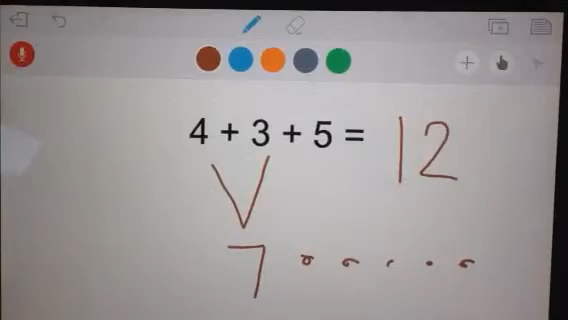 4 + 3 + 5 = 12
7